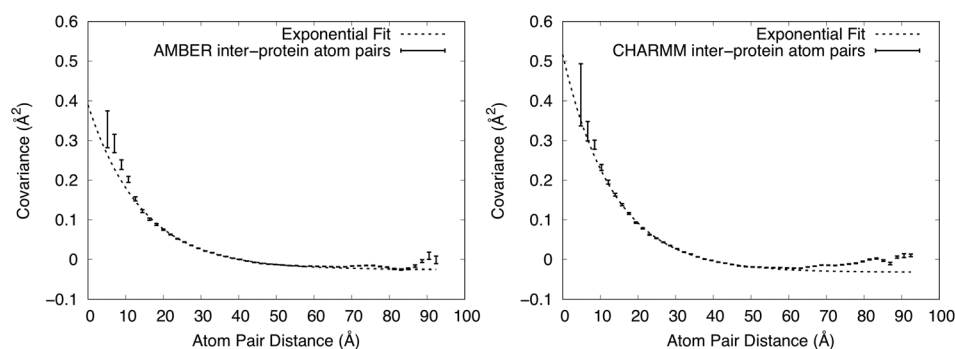 0.6
0.5
0.4
0.3
0.2
0.1
0
−0.1
Covariance (Å²)
Exponential Fit
AMBER inter−protein atom pairs
0 10 20 30 40 50 60 70 80 90 100
Atom Pair Distance (Å)
0.6
0.5
0.4
0.3
0.2
0.1
0
−0.1
Covariance (Å²)
Exponential Fit
CHARMM inter−protein atom pairs
0 10 20 30 40 50 60 70 80 90 100
Atom Pair Distance (Å)